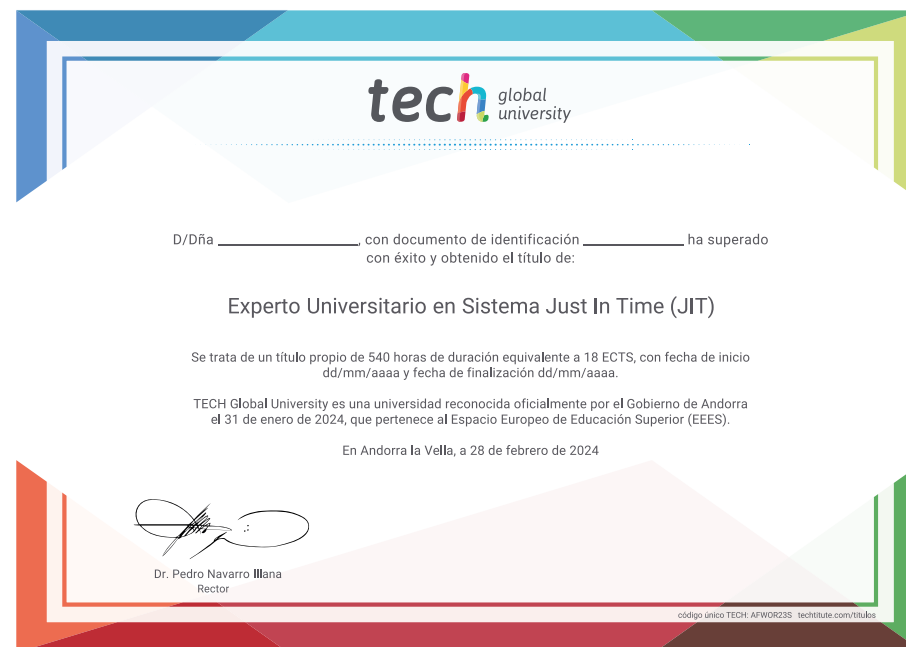 tech global university
D/Dña ____________________, con documento de identificación ______________ ha superado
con éxito y obtenido el título de:
Experto Universitario en Sistema Just In Time (JIT)
Se trata de un título propio de 540 horas de duración equivalente a 18 ECTS, con fecha de inicio
dd/mm/aaaa y fecha de finalización dd/mm/aaaa.
TECH Global University es una universidad reconocida oficialmente por el Gobierno de Andorra
el 31 de enero de 2024, que pertenece al Espacio Europeo de Educación Superior (EEES).
En Andorra la Vella, a 28 de febrero de 2024
Dr. Pedro Navarro Illana
Rector
código único TECH: AFWOR23S techtitute.com/titulos